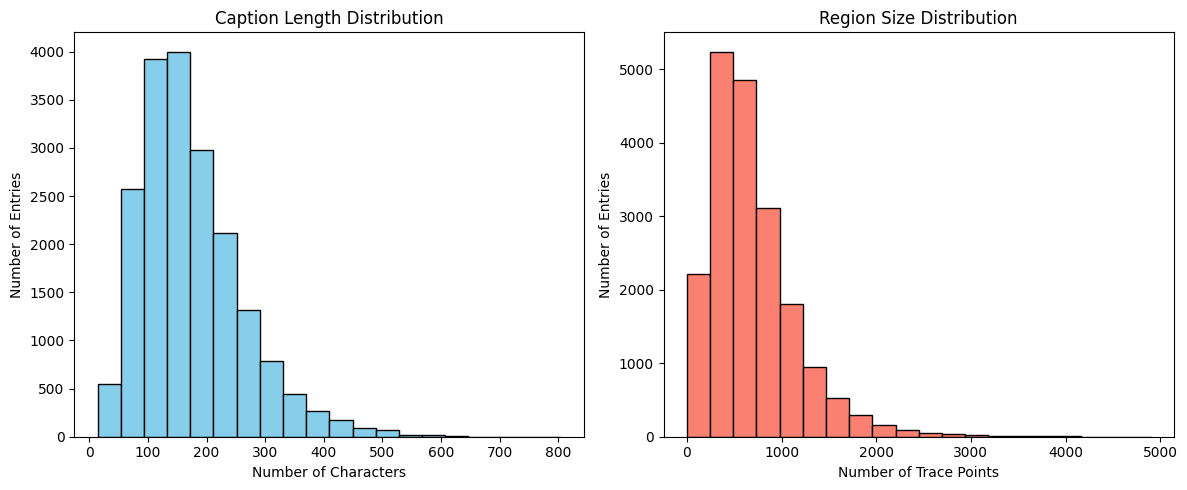 Caption Length Distribution
Number of Entries
4000
3500
3000
2500
2000
1500
1000
500
0
0 100 200 300 400 500 600 700 800
Number of Characters
Region Size Distribution
Number of Entries
5000
4000
3000
2000
1000
0
0 1000 2000 3000 4000 5000
Number of Trace Points